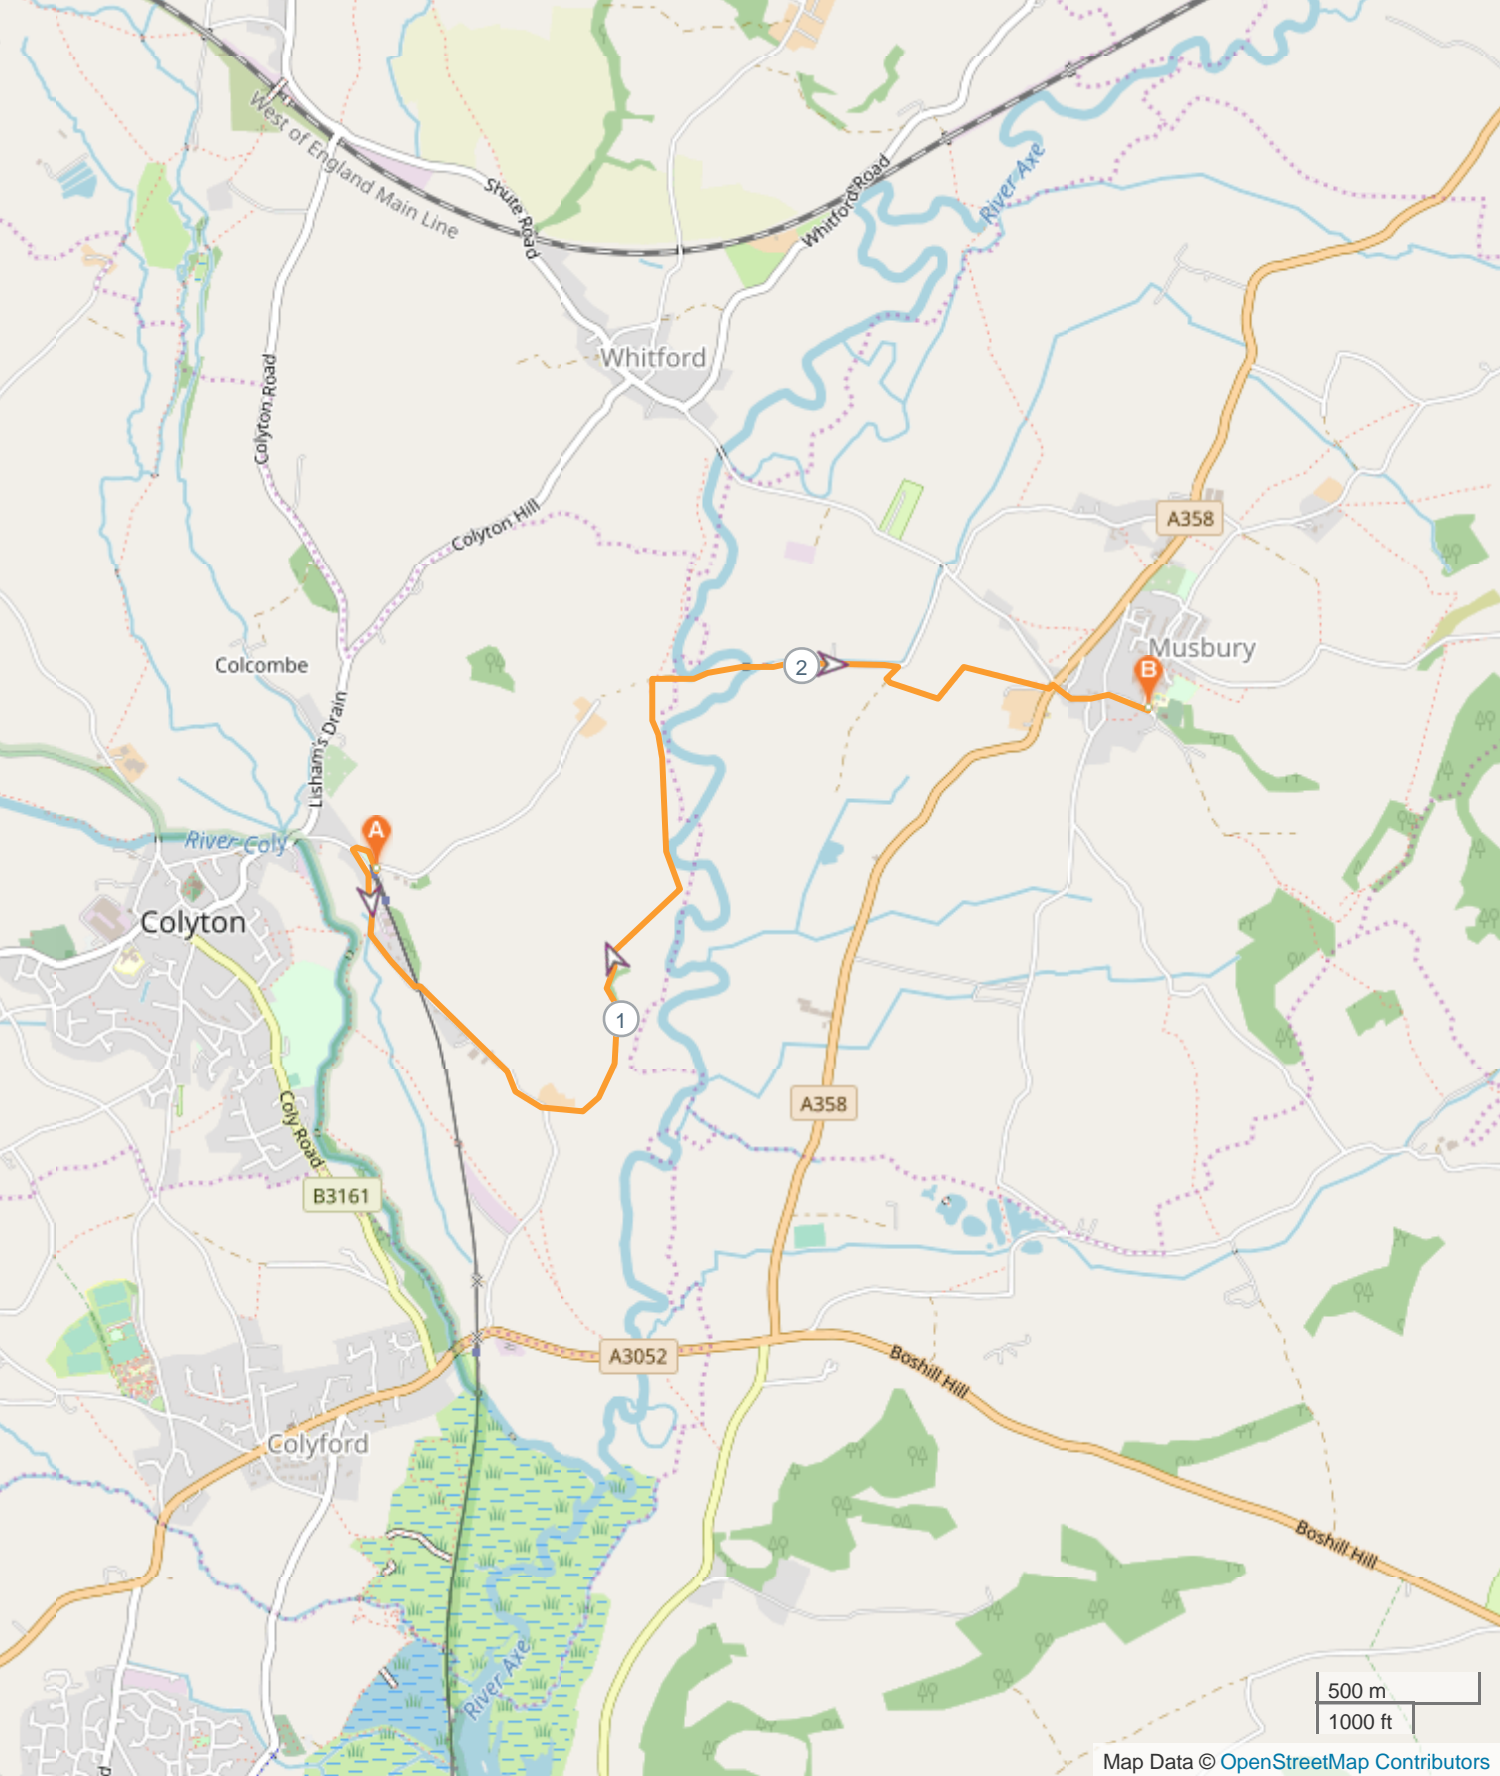 West of England Main Line
Shute Road
Whitford Road
River Axe
Whitford
Colyton Road
Colyton Hill
A358
Colcombe
Musbury
2
B
Lisham's Drain
A
River Coly
Colyton
1
Coly Road
A358
B3161
A3052
Boshill Hill
Colyford
Boshill Hill
River Axe
500 m
1000 ft
Map Data © OpenStreetMap Contributors